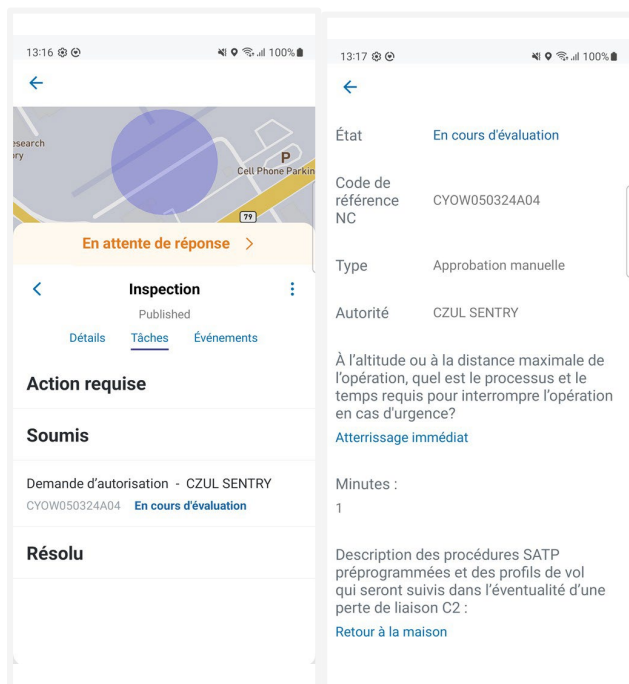 13:16
100%
esearch
ry
P
Cell Phone Parkin
79
En attente de réponse
Inspection
Published
Détails Tâches Événements
Action requise
Soumis
Demande d'autorisation - CZUL SENTRY
CYOW050324A04 En cours d'évaluation
Résolu
13:17
100%
État En cours d'évaluation
Code de
référence CYOW050324A04
NC
Type Approbation manuelle
Autorité CZUL SENTRY
À l'altitude ou à la distance maximale de
l'opération, quel est le processus et le
temps requis pour interrompre l'opération
en cas d'urgence?
Atterrissage immédiat
Minutes :
1
Description des procédures SATP
préprogrammées et des profils de vol
qui seront suivis dans l'éventualité d'une
perte de liaison C2 :
Retour à la maison